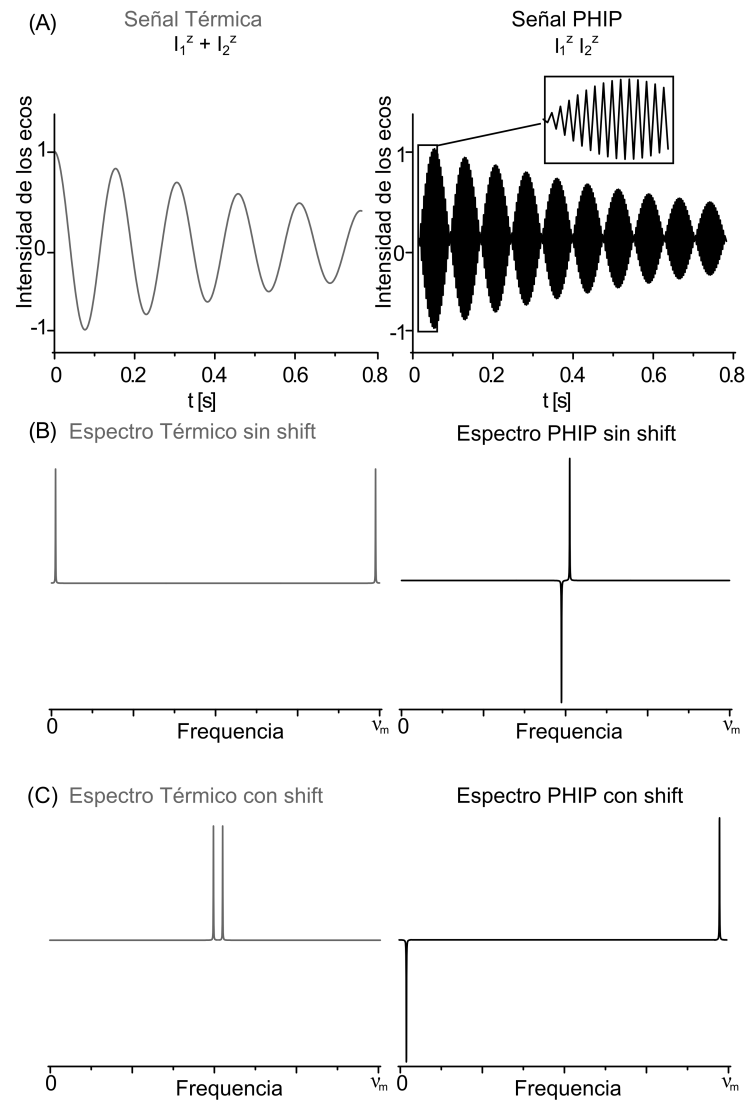 (A) Señal Térmica
I₁ᶻ + I₂ᶻ
Señal PHIP
I₁ᶻ I₂ᶻ
Intensidad de los ecos
1
0
-1
0 0.2 0.4 0.6 0.8
t [s]
Intensidad de los ecos
1
0
-1
0 0.2 0.4 0.6 0.8
t [s]
(B) Espectro Térmico sin shift
0 Frequencia νₘ
Espectro PHIP sin shift
0 Frequencia νₘ
(C) Espectro Térmico con shift
0 Frequencia νₘ
Espectro PHIP con shift
0 Frequencia νₘ